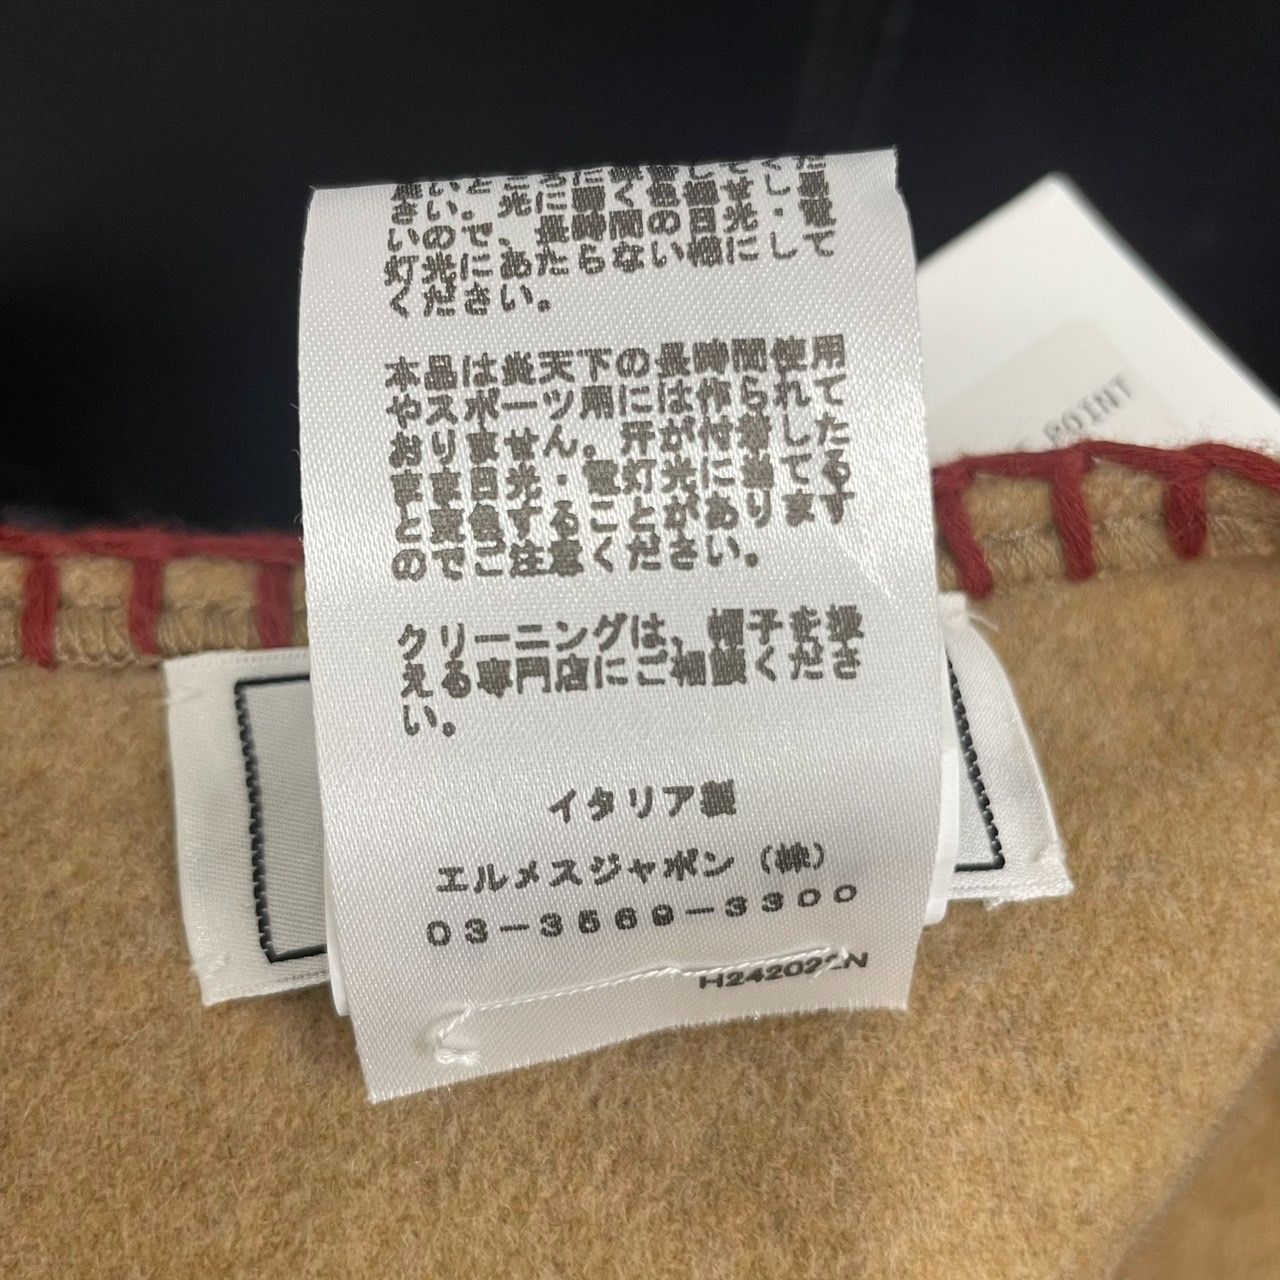 さい。光に弱く色褪せし
いので、長時間の日光・電
灯光にあたらない様にして
ください。
本品は炎天下の長時間使用
やスポーツ用には作られて
おりません。汗が付着した
まま日光・電灯光に当てる
と変色することがあります
のでご注意ください。
クリーニングは、帽子を扱
える専門店にご相談くださ
い。
イタリア製
エルメスジャポン（株）
03-3569-3300
POINT